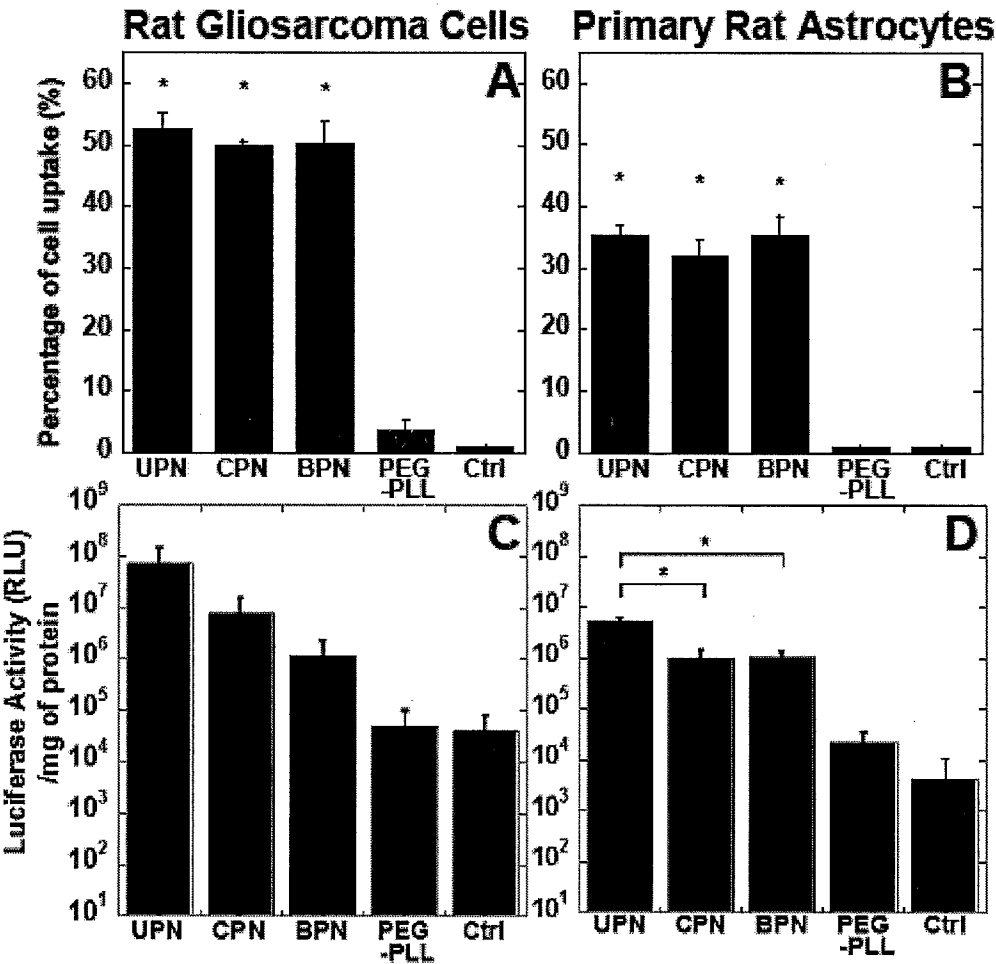 Rat Gliosarcoma Cells
Primary Rat Astrocytes
Percentage of cell uptake (%)
A
60
50
40
30
20
10
0
* * *
UPN CPN BPN PEG Ctrl
-PLL
B
60
50
40
30
20
10
0
* * *
UPN CPN BPN PEG Ctrl
-PLL
Luciferase Activity (RLU)
/mg of protein
C
10⁹
10⁸
10⁷
10⁶
10⁵
10⁴
10³
10²
10¹
UPN CPN BPN PEG Ctrl
-PLL
D
10⁹
10⁸
10⁷
10⁶
10⁵
10⁴
10³
10²
10¹
*
*
UPN CPN BPN PEG Ctrl
-PLL